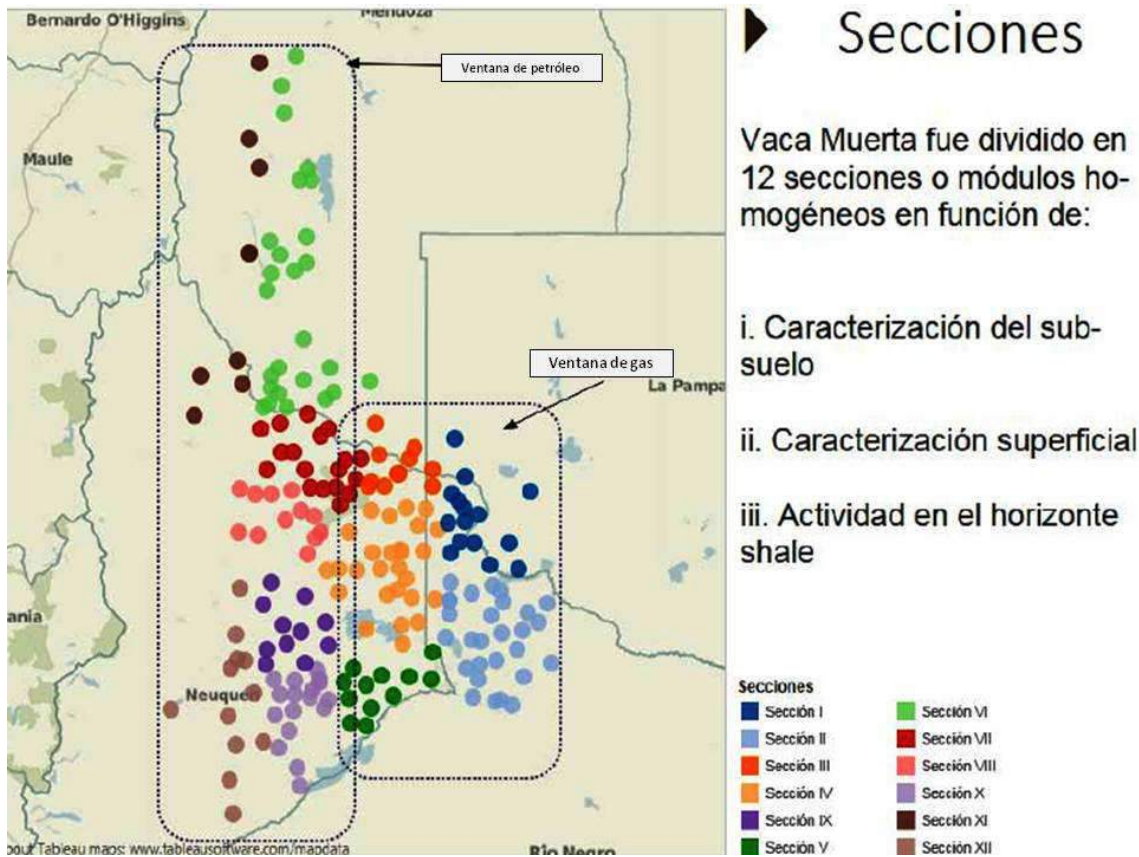 Bernardo O'Higgins
Mendoza
Ventana de petróleo
Maule
Ventana de gas
La Pampa
ania
Neuquen
Río Negro
bout Tableau maps: www.tableausoftware.com/mapdata
Secciones
Vaca Muerta fue dividido en
12 secciones o módulos ho-
mogéneos en función de:
i. Caracterización del sub-
suelo
ii. Caracterización superficial
iii. Actividad en el horizonte
shale
Secciones
Sección I
Sección II
Sección III
Sección IV
Sección IX
Sección V
Sección VI
Sección VII
Sección VIII
Sección X
Sección XI
Sección XII